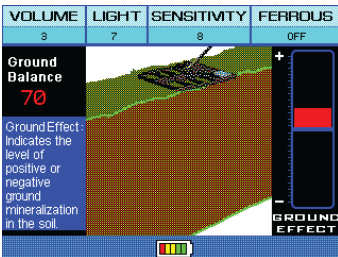 VOLUME LIGHT SENSITIVITY FERROUS
3 7 8 OFF
Ground
Balance
70
Ground Effect:
Indicates the
level of
positive or
negative
ground
mineralization
in the soil.
+
-
GROUND
EFFECT